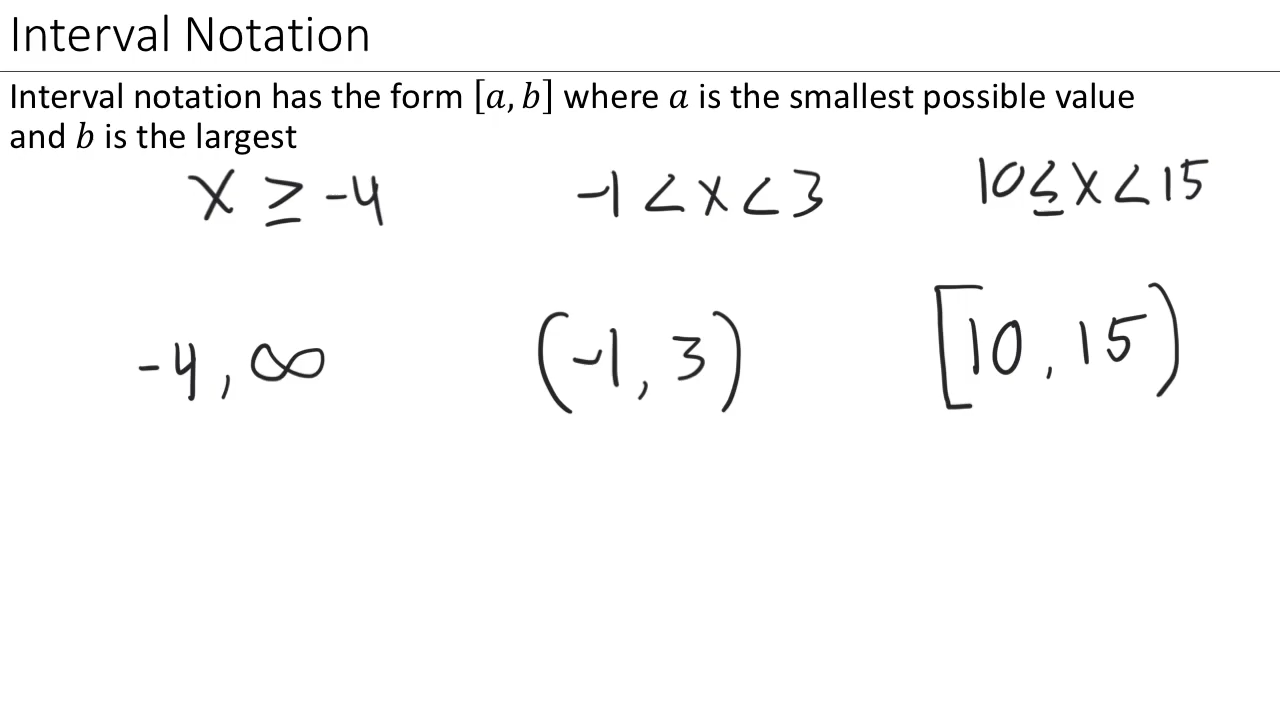 Interval Notation
Interval notation has the form [a, b] where a is the smallest possible value
and b is the largest
x ≥ -4 -1 < x < 3 10 ≤ x < 15
-4, ∞ (-1, 3) [10, 15)